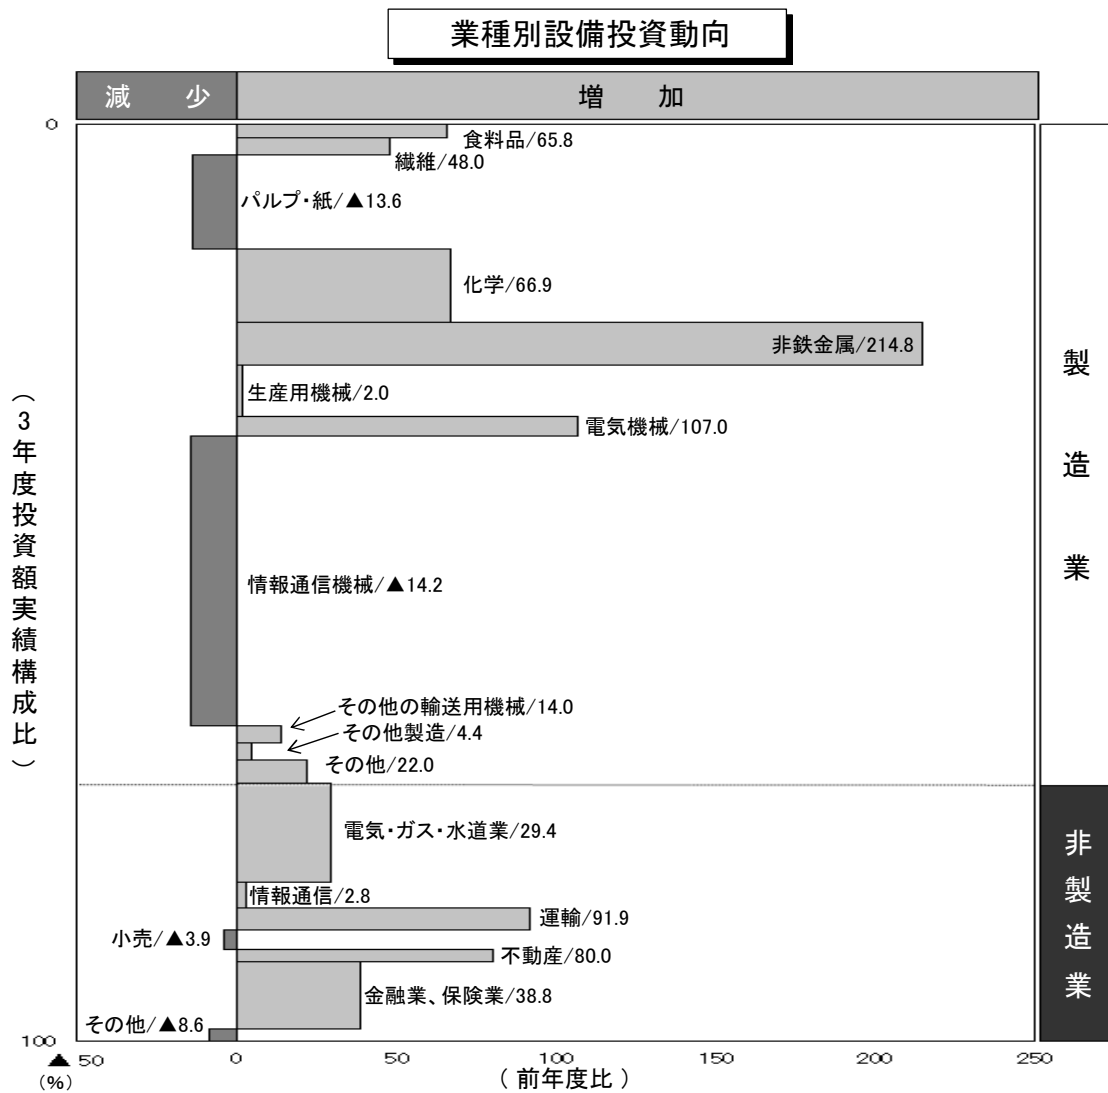 業種別設備投資動向
減 少
増 加
0
食料品/65.8
繊維/48.0
パルプ・紙/▲13.6
化学/66.9
非鉄金属/214.8
生産用機械/2.0
電気機械/107.0
情報通信機械/▲14.2
その他の輸送用機械/14.0
その他製造/4.4
その他/22.0
電気・ガス・水道業/29.4
情報通信/2.8
運輸/91.9
小売/▲3.9
不動産/80.0
金融業、保険業/38.8
その他/▲8.6
100
製造業
非製造業
（3年度投資額実績構成比）
▲50 0 50 100 150 200 250
(%)
（前年度比）